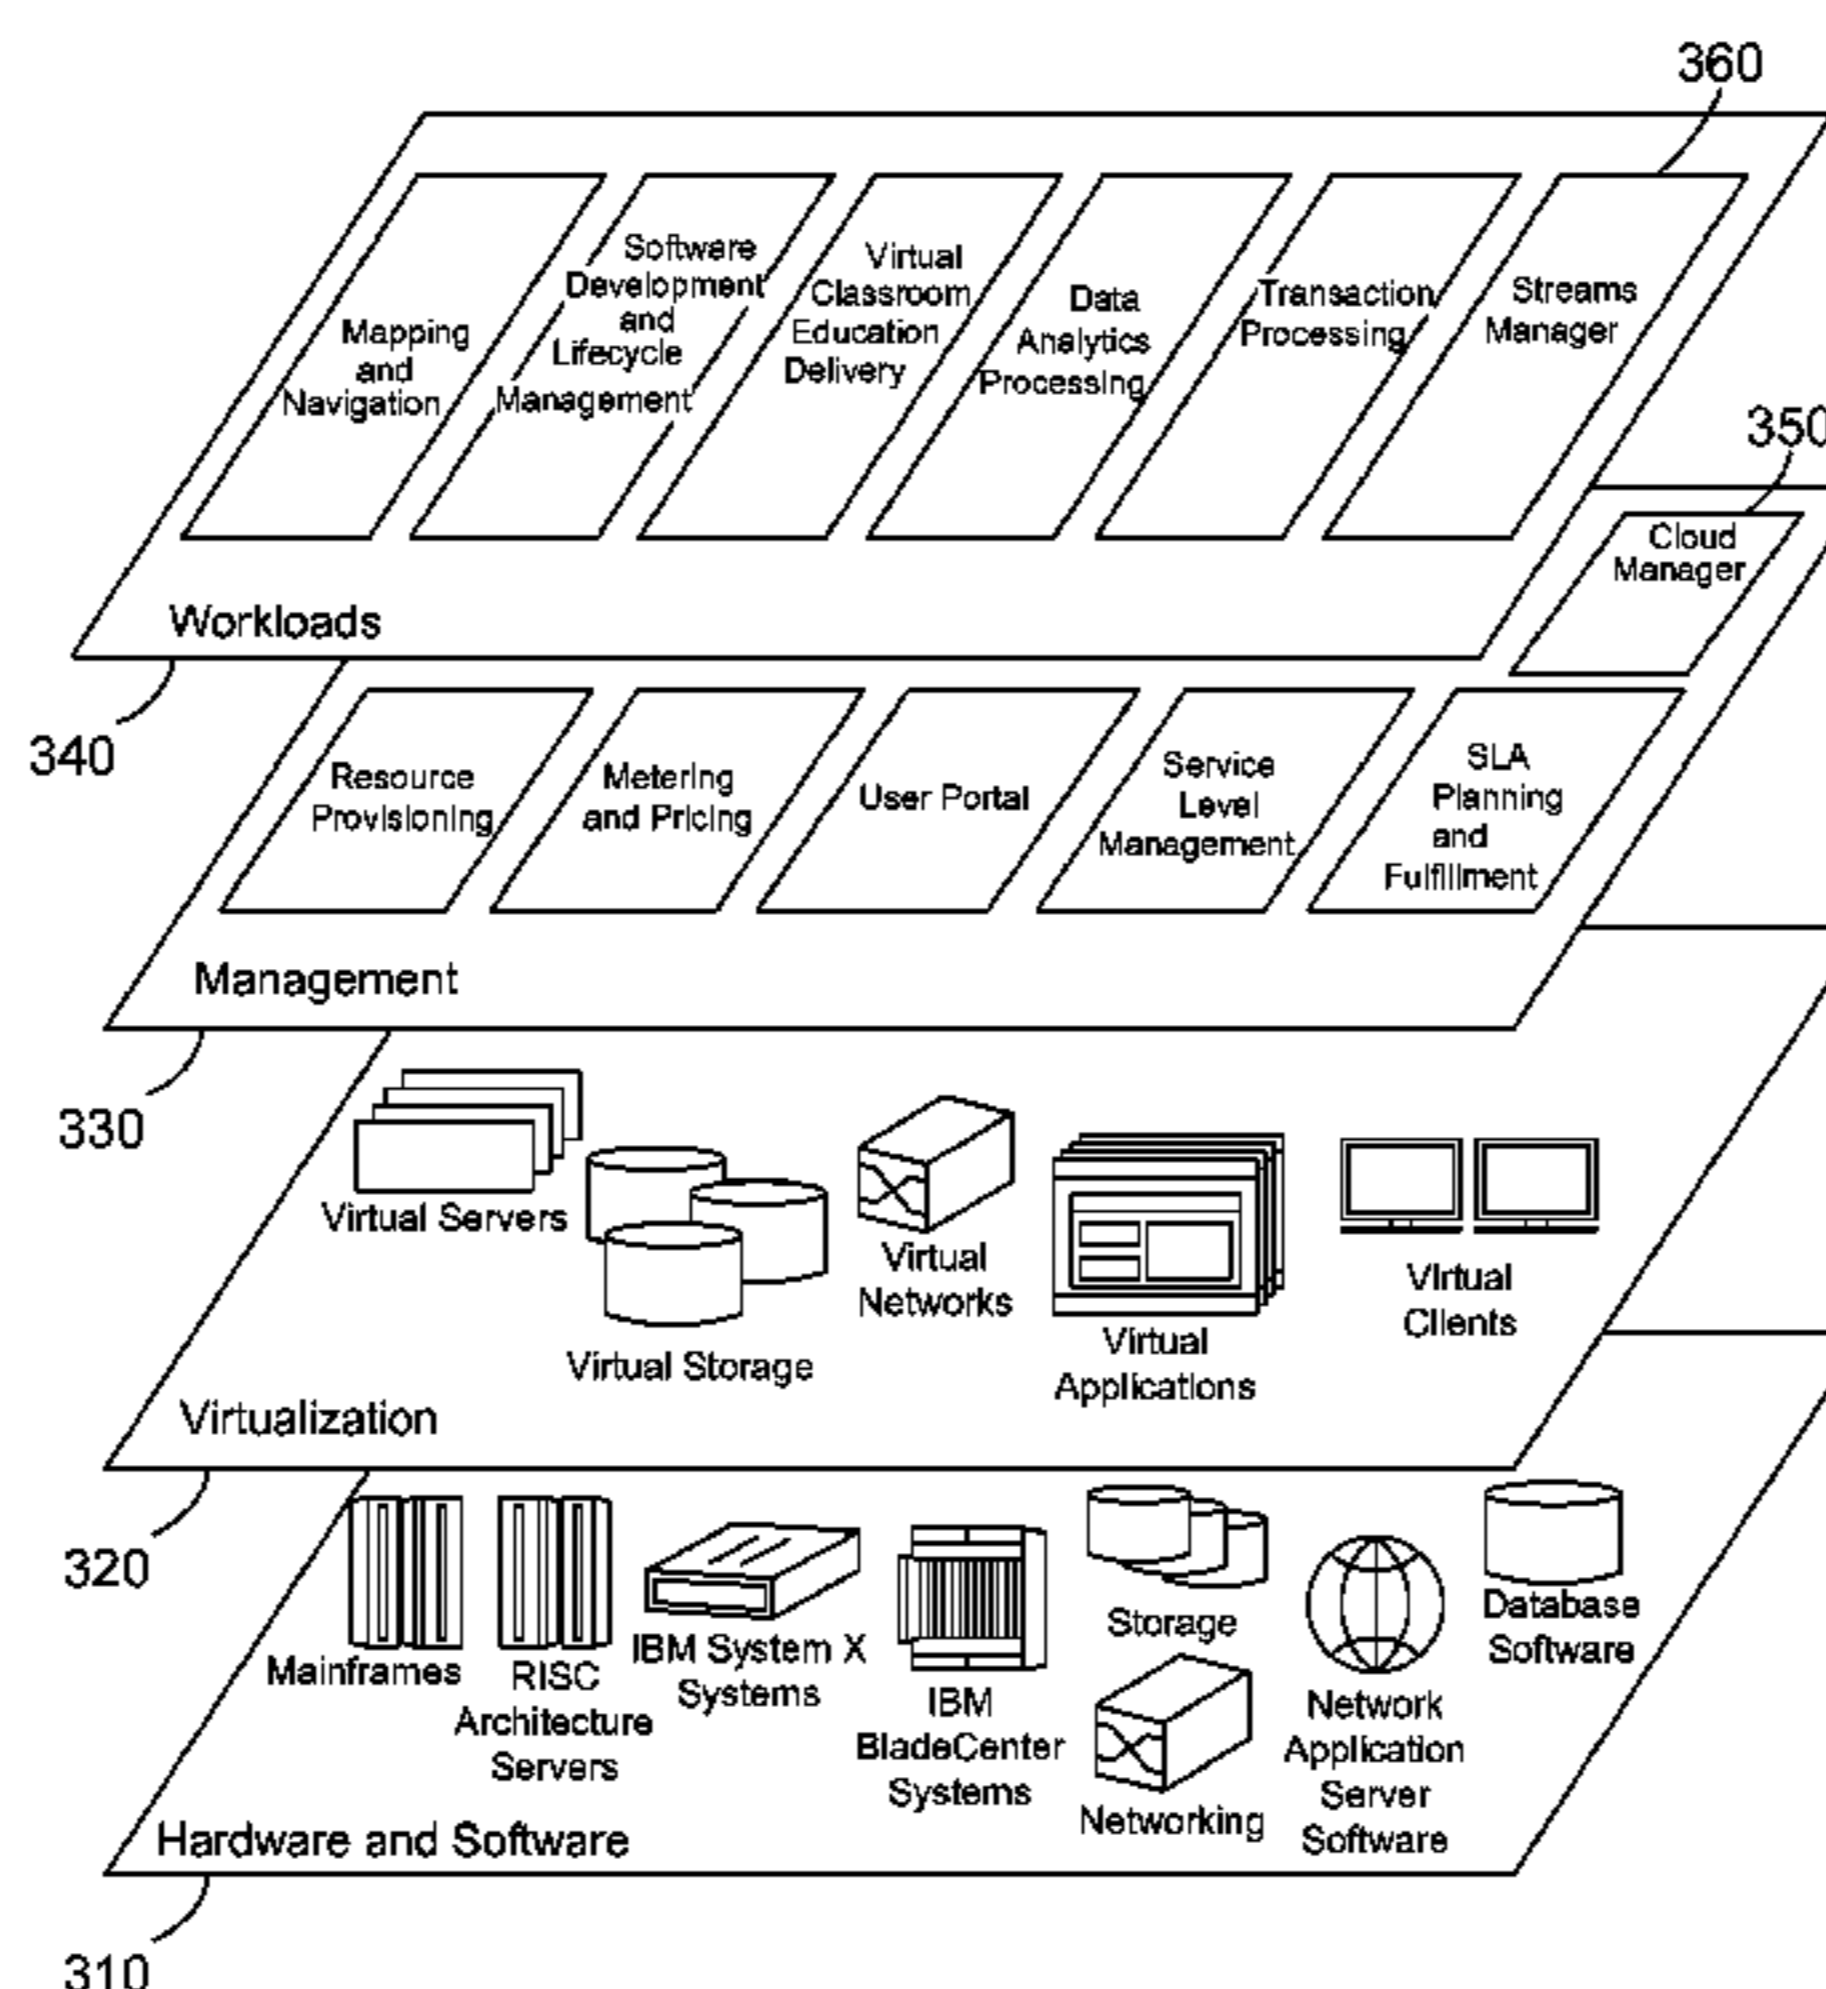 360
Mapping
and
Navigation
Software
Development
and
Lifecycle
Management
Virtual
Classroom
Education
Delivery
Data
Analytics
Processing
Transaction
Processing
Streams
Manager
350
Cloud
Manager
Workloads
340
Resource
Provisioning
Metering
and Pricing
User Portal
Service
Level
Management
SLA
Planning
and
Fulfillment
Management
330
Virtual Servers
Virtual Storage
Virtual
Networks
Virtual
Applications
Virtual
Clients
Virtualization
320
Mainframes
RISC
Architecture
Servers
IBM System X
Systems
IBM
BladeCenter
Systems
Storage
Networking
Network
Application
Server
Software
Database
Software
Hardware and Software
310